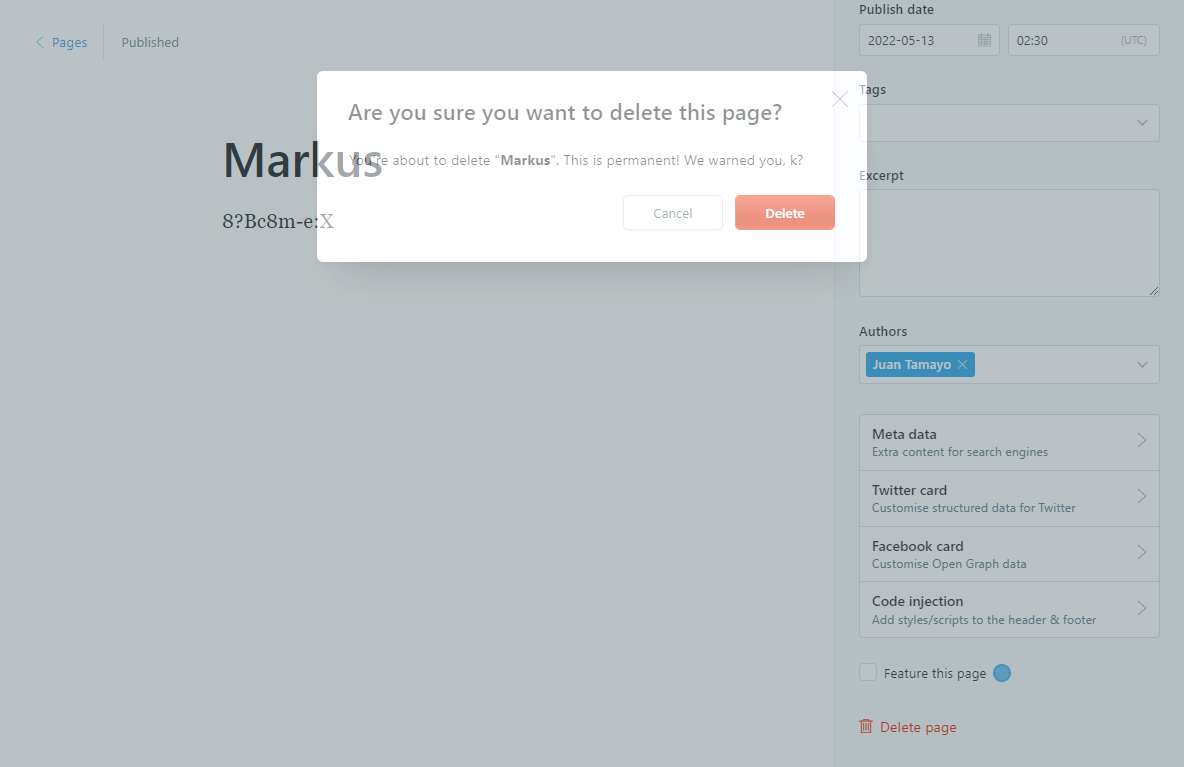 Pages
Published
Markus
8?Bc8m-e:X
Are you sure you want to delete this page?
You're about to delete "Markus". This is permanent! We warned you, k?
Cancel
Delete
Publish date
2022-05-13
02:30
(UTC)
Tags
Excerpt
Authors
Juan Tamayo
Meta data
Extra content for search engines
Twitter card
Customise structured data for Twitter
Facebook card
Customise Open Graph data
Code injection
Add styles/scripts to the header & footer
Feature this page
Delete page